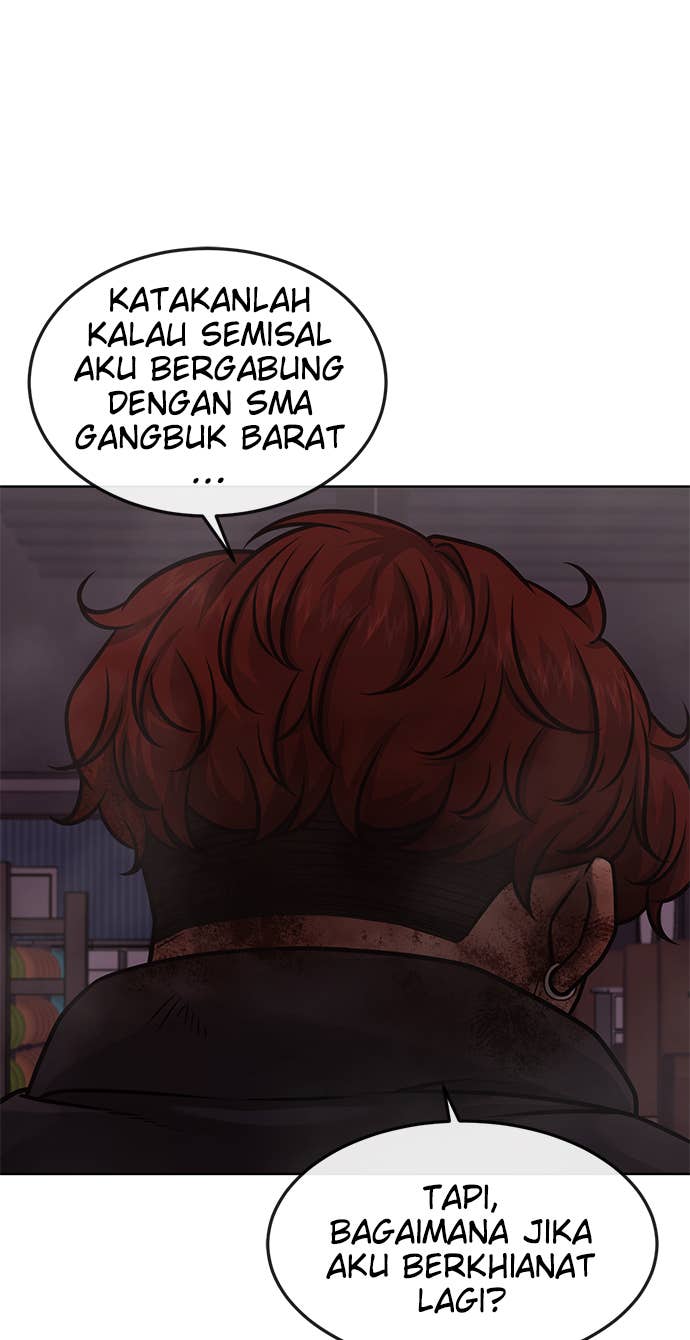 KATAKANLAH
KALAU SEMISAL
AKU BERGABUNG
DENGAN SMA
GANGBUK BARAT
...
TAPI,
BAGAIMANA JIKA
AKU BERKHIANAT
LAGI?